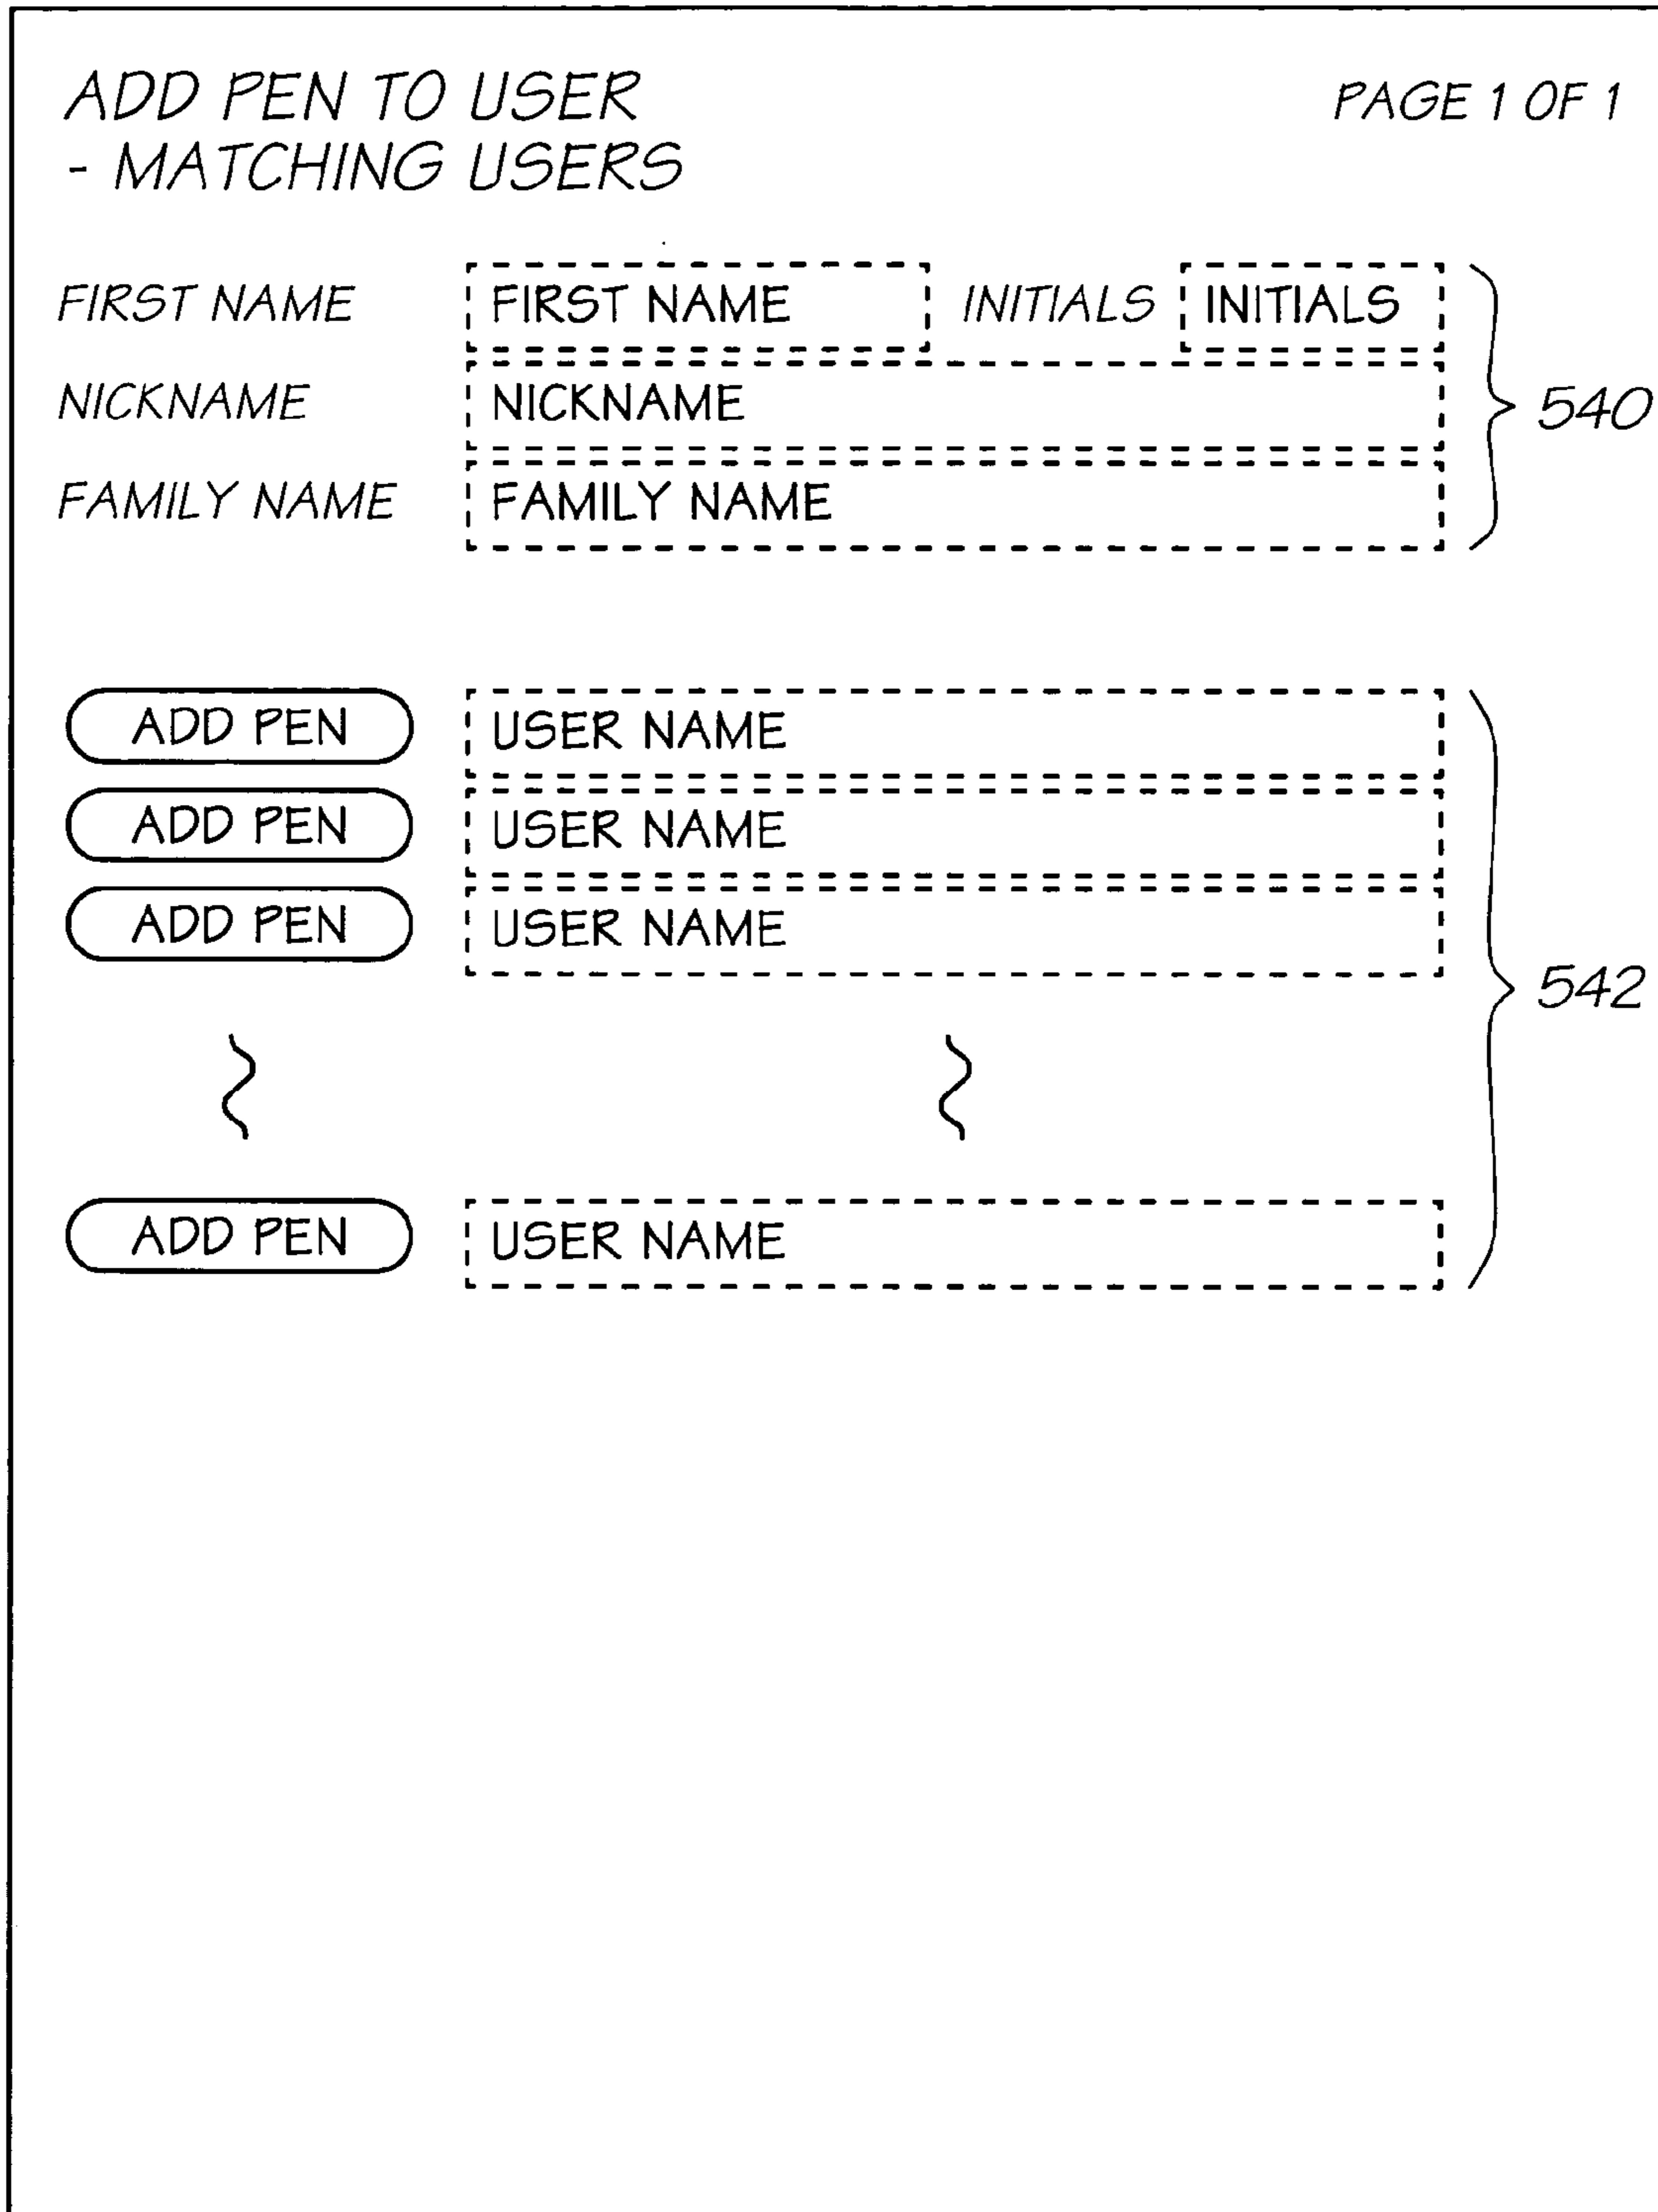 ADD PEN TO USER PAGE 1 OF 1
- MATCHING USERS
FIRST NAME FIRST NAME INITIALS INITIALS
NICKNAME NICKNAME
540
FAMILY NAME FAMILY NAME
ADD PEN USER NAME
ADD PEN USER NAME
ADD PEN USER NAME
542
ADD PEN USER NAME